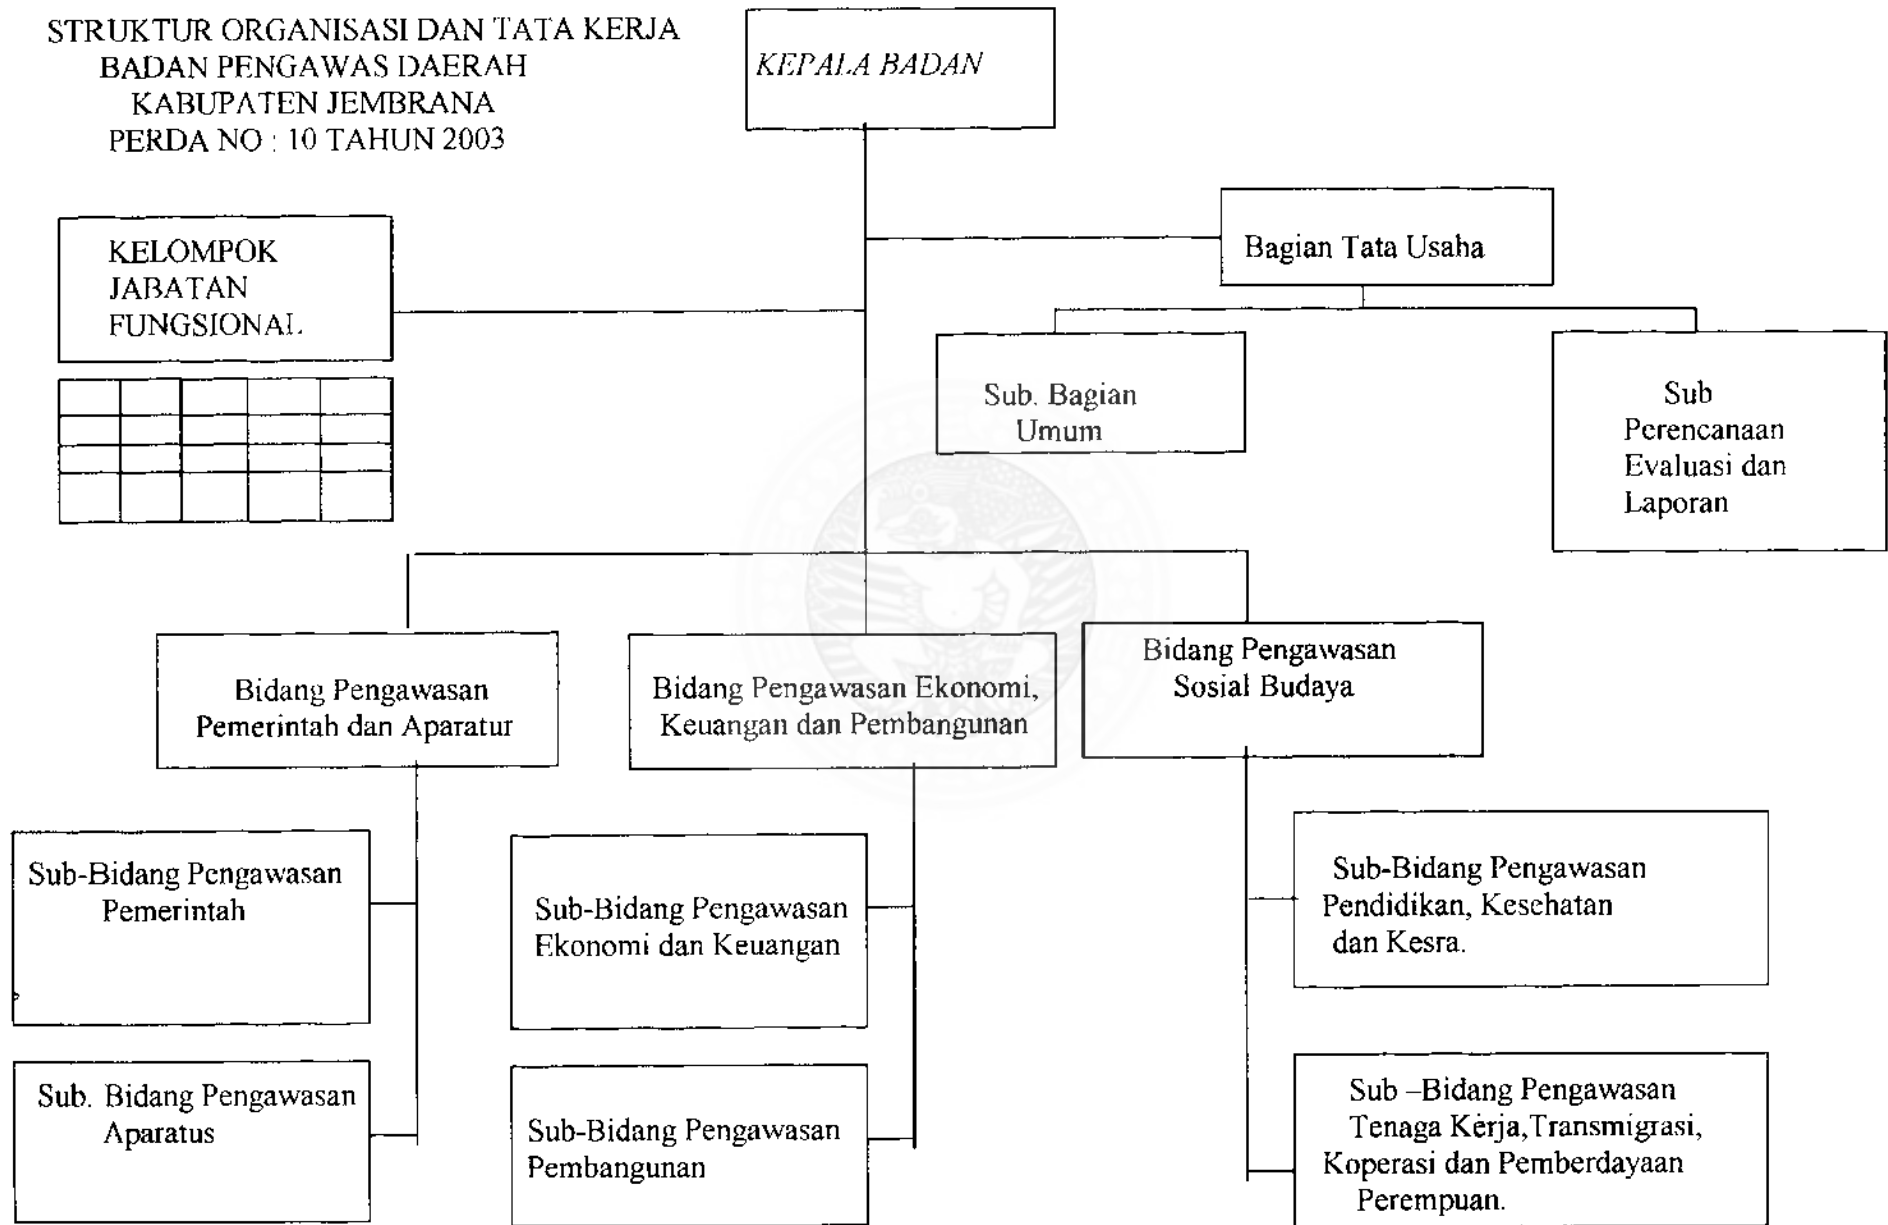 STRUKTUR ORGANISASI DAN TATA KERJA
BADAN PENGAWAS DAERAH
KABUPATEN JEMBRANA
PERDA NO : 10 TAHUN 2003
KEPALA BADAN
KELOMPOK
JABATAN
FUNGSIONAL
Bagian Tata Usaha
Sub. Bagian
Umum
Sub
Perencanaan
Evaluasi dan
Laporan
Bidang Pengawasan
Pemerintah dan Aparatur
Bidang Pengawasan Ekonomi,
Keuangan dan Pembangunan
Bidang Pengawasan
Sosial Budaya
Sub-Bidang Pengawasan
Pemerintah
Sub-Bidang Pengawasan
Ekonomi dan Keuangan
Sub-Bidang Pengawasan
Pendidikan, Kesehatan
dan Kesra.
Sub. Bidang Pengawasan
Aparatus
Sub-Bidang Pengawasan
Pembangunan
Sub –Bidang Pengawasan
Tenaga Kerja,Transmigrasi,
Koperasi dan Pemberdayaan
Perempuan.